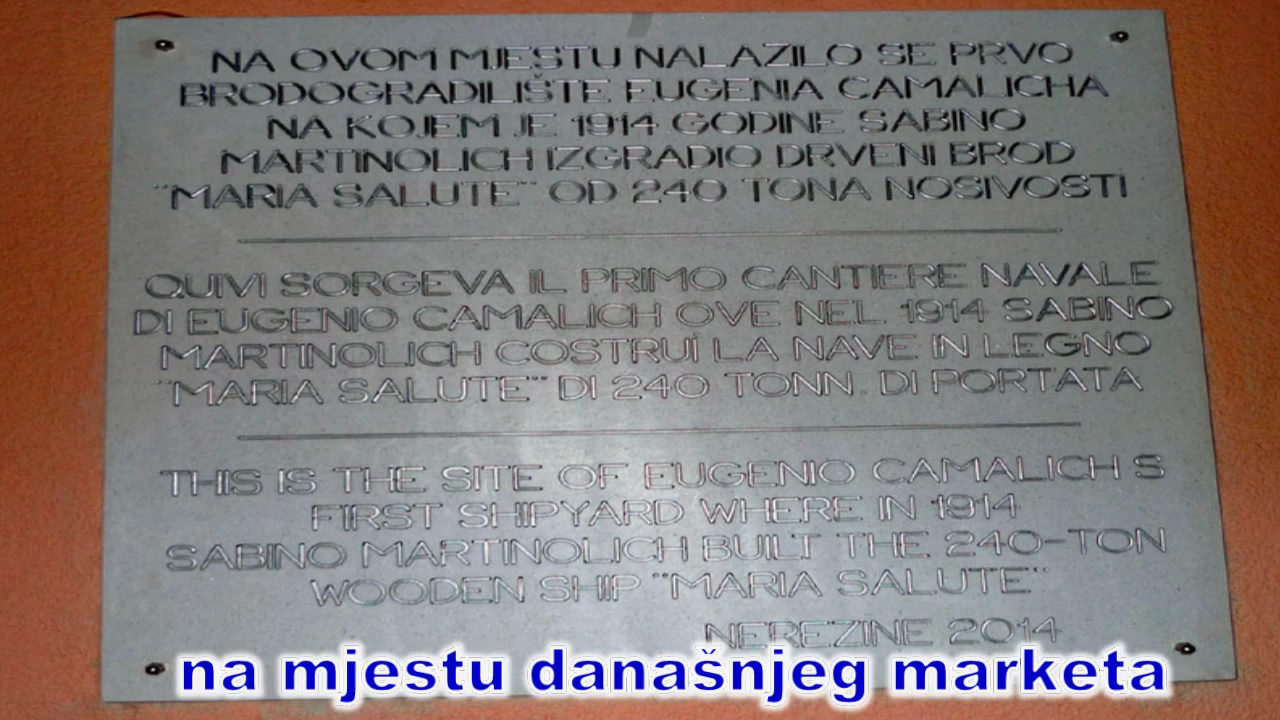 NA OVOM MJESTU NALAZILO SE PRVO
BRODOGRADILIŠTE EUGENIA CAMALICHA
NA KOJEM JE 1914. GODINE SABINO
MARTINOLICH IZGRADIO DRVENI BROD
"MARIA SALUTE" OD 240 TONA NOSIVOSTI
QUIVI SORGEVA IL PRIMO CANTIERE NAVALE
DI EUGENIO CAMALICH OVE NEL 1914 SABINO
MARTINOLICH COSTRUÌ LA NAVE IN LEGNO
"MARIA SALUTE" DI 240 TONN. DI PORTATA
THIS IS THE SITE OF EUGENIO CAMALICH S
FIRST SHIPYARD WHERE IN 1914
SABINO MARTINOLICH BUILT THE 240-TON
WOODEN SHIP "MARIA SALUTE"
NEREZINE 2014
na mjestu današnjeg marketa